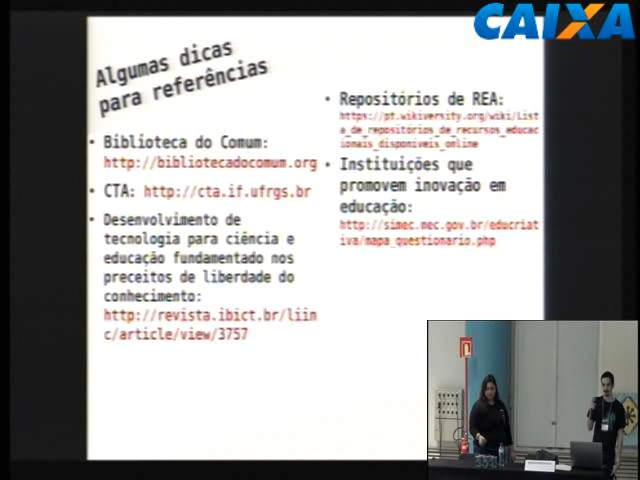 CAIXA
Algumas dicas
para referências
• Biblioteca do Comum:
http://bibliotecadocomum.org
• CTA: http://cta.if.ufrgs.br
• Desenvolvimento de
tecnologia para ciência e
educação fundamentado nos
preceitos de liberdade do
conhecimento:
http://revista.ibict.br/liin
c/article/view/3757
• Repositórios de REA:
https://pt.wikiversity.org/wiki/List
a_de_repositórios_de_recursos_educac
ionais_disponíveis_online
• Instituições que
promovem inovação em
educação:
http://simec.mec.gov.br/educriat
iva/mapa_questionario.php